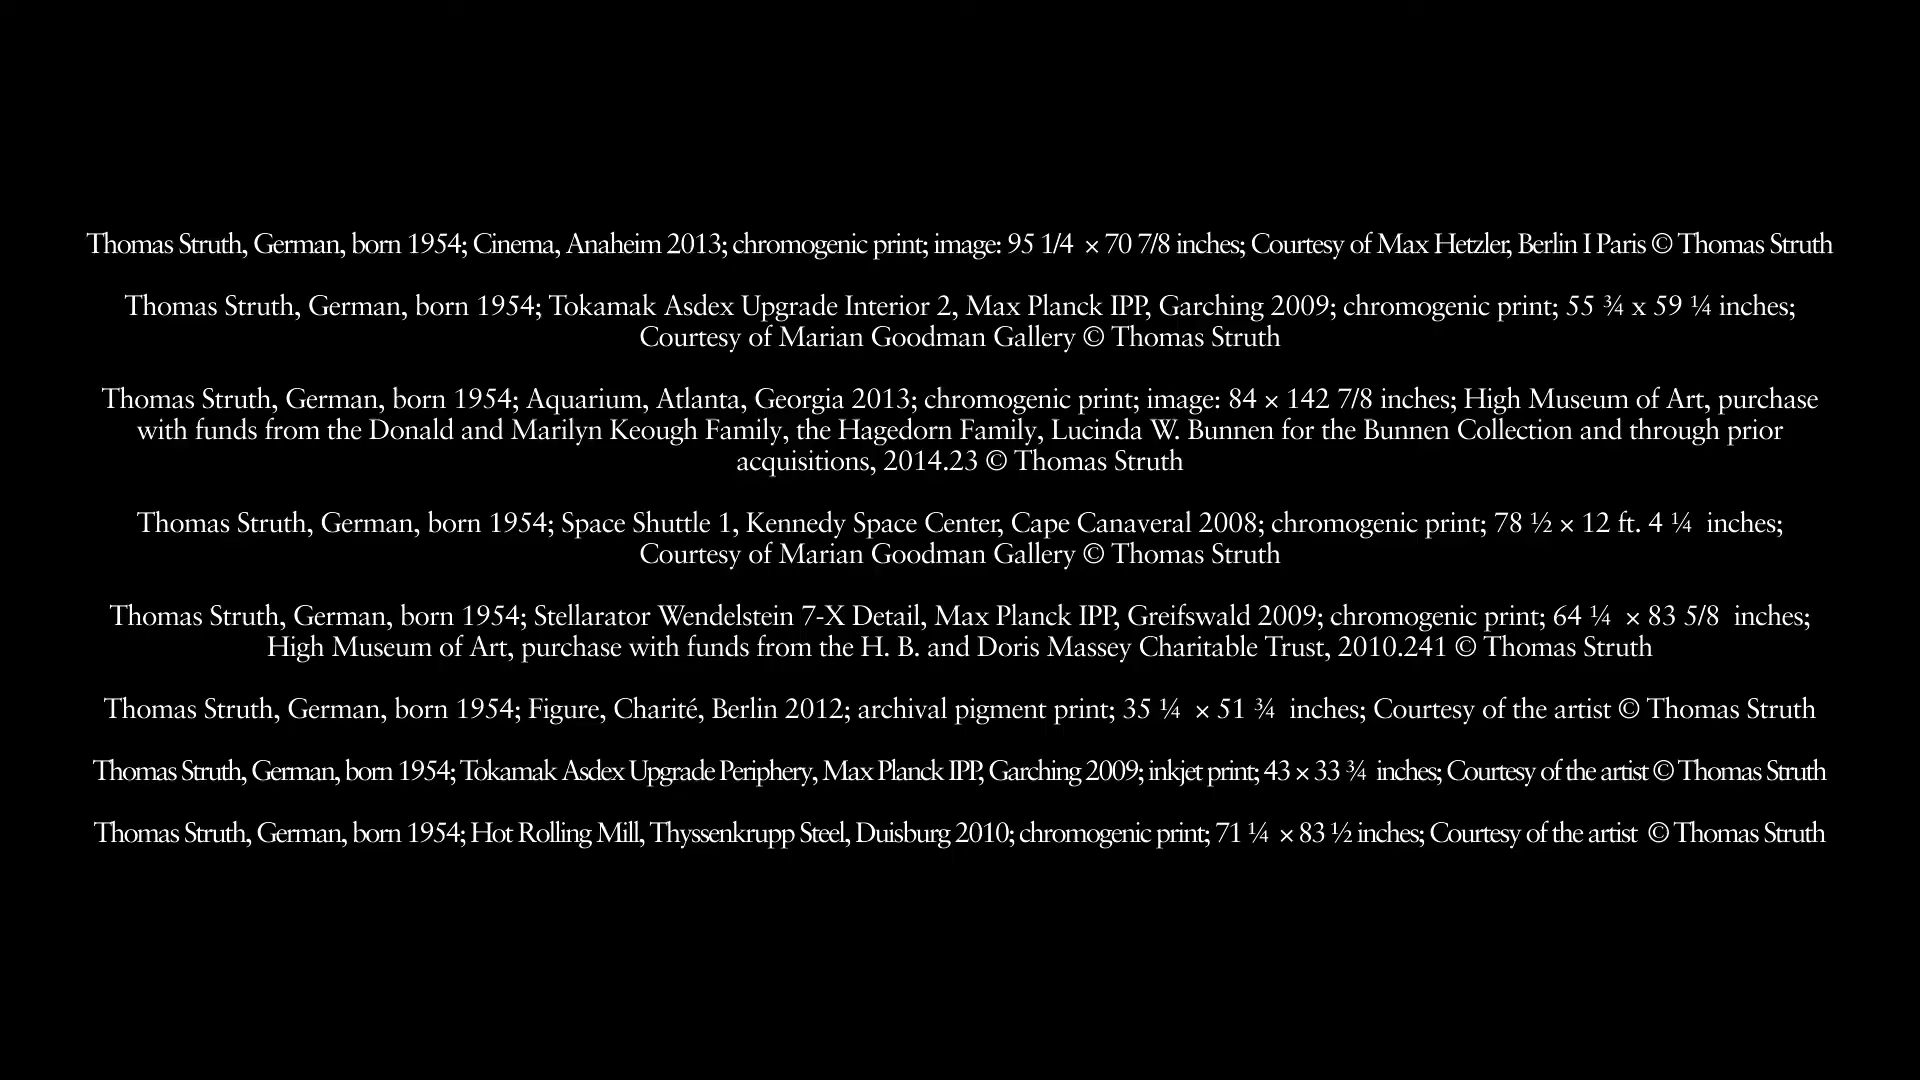 Thomas Struth, German, born 1954; Cinema, Anaheim 2013; chromogenic print; image: 95 1/4 × 70 7/8 inches; Courtesy of Max Hetzler, Berlin I Paris © Thomas Struth
Thomas Struth, German, born 1954; Tokamak Asdex Upgrade Interior 2, Max Planck IPP, Garching 2009; chromogenic print; 55 ¾ x 59 ¼ inches;
Courtesy of Marian Goodman Gallery © Thomas Struth
Thomas Struth, German, born 1954; Aquarium, Atlanta, Georgia 2013; chromogenic print; image: 84 × 142 7/8 inches; High Museum of Art, purchase
with funds from the Donald and Marilyn Keough Family, the Hagedorn Family, Lucinda W. Bunnen for the Bunnen Collection and through prior
acquisitions, 2014.23 © Thomas Struth
Thomas Struth, German, born 1954; Space Shuttle 1, Kennedy Space Center, Cape Canaveral 2008; chromogenic print; 78 ½ × 12 ft. 4 ¼ inches;
Courtesy of Marian Goodman Gallery © Thomas Struth
Thomas Struth, German, born 1954; Stellarator Wendelstein 7-X Detail, Max Planck IPP, Greifswald 2009; chromogenic print; 64 ¼ × 83 5/8 inches;
High Museum of Art, purchase with funds from the H. B. and Doris Massey Charitable Trust, 2010.241 © Thomas Struth
Thomas Struth, German, born 1954; Figure, Charité, Berlin 2012; archival pigment print; 35 ¼ × 51 ¾ inches; Courtesy of the artist © Thomas Struth
Thomas Struth, German, born 1954; Tokamak Asdex Upgrade Periphery, Max Planck IPP, Garching 2009; inkjet print; 43 × 33 ¾ inches; Courtesy of the artist © Thomas Struth
Thomas Struth, German, born 1954; Hot Rolling Mill, Thyssenkrupp Steel, Duisburg 2010; chromogenic print; 71 ¼ × 83 ½ inches; Courtesy of the artist © Thomas Struth